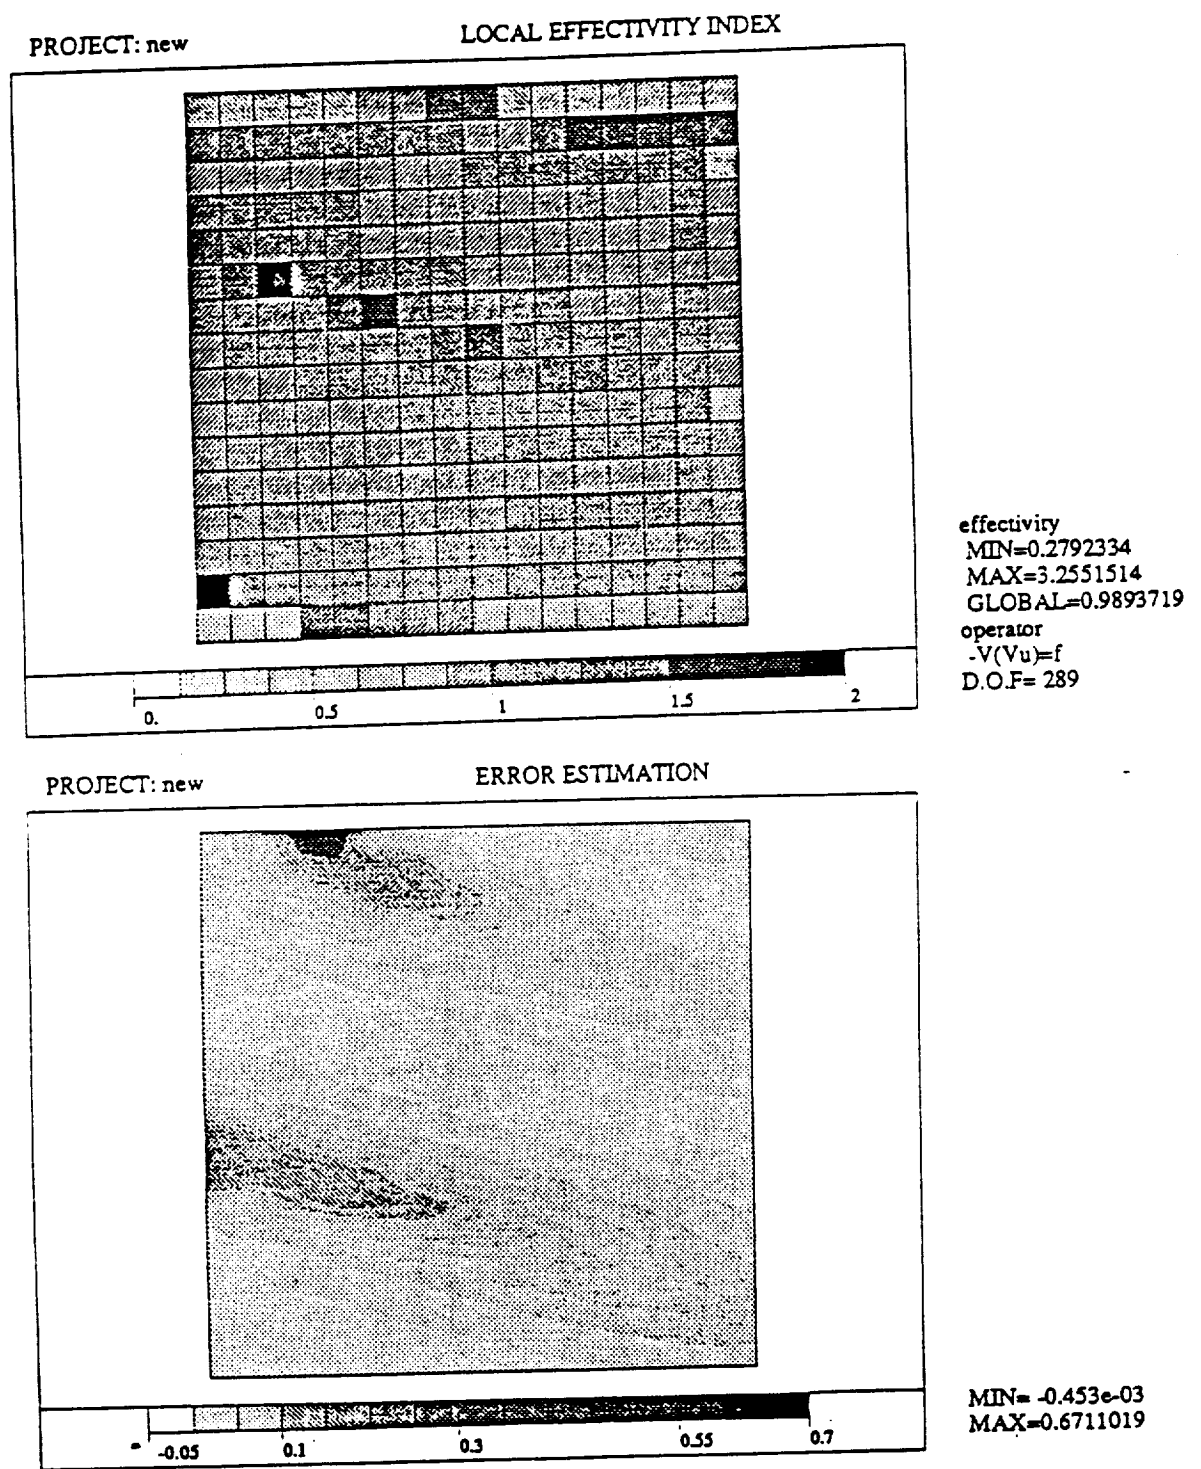 PROJECT: new
LOCAL EFFECTIVITY INDEX
effectivity
MIN=0.2792334
MAX=3.2551514
GLOBAL=0.9893719
operator
-V(Vu)=f
D.O.F= 289
0. 0.5 1 1.5 2
PROJECT: new
ERROR ESTIMATION
MIN= -0.453e-03
MAX=0.6711019
-0.05 0.1 0.3 0.55 0.7